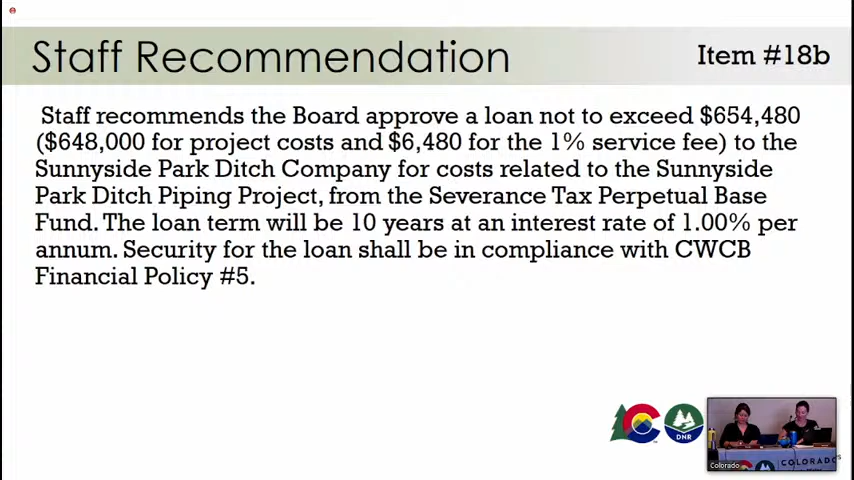 Staff Recommendation
Item #18b
Staff recommends the Board approve a loan not to exceed $654,480
($648,000 for project costs and $6,480 for the 1% service fee) to the
Sunnyside Park Ditch Company for costs related to the Sunnyside
Park Ditch Piping Project, from the Severance Tax Perpetual Base
Fund. The loan term will be 10 years at an interest rate of 1.00% per
annum. Security for the loan shall be in compliance with CWCB
Financial Policy #5.
DNR
Colorado
COLORADO